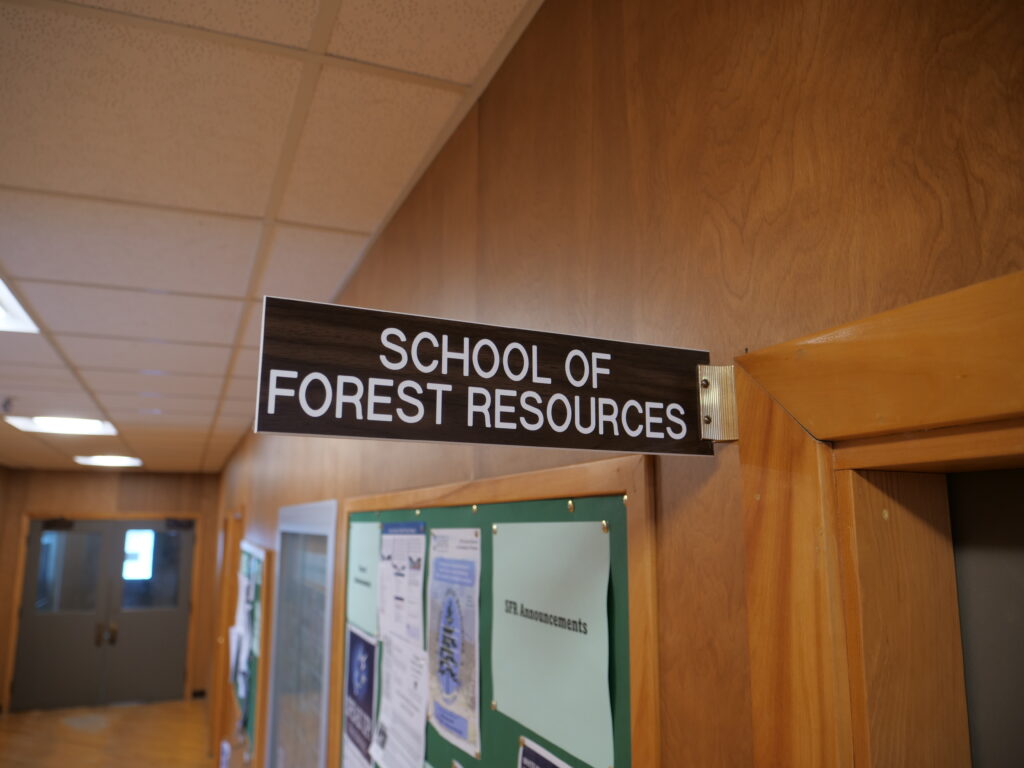 SCHOOL OF
FOREST RESOURCES
SFR Announcements